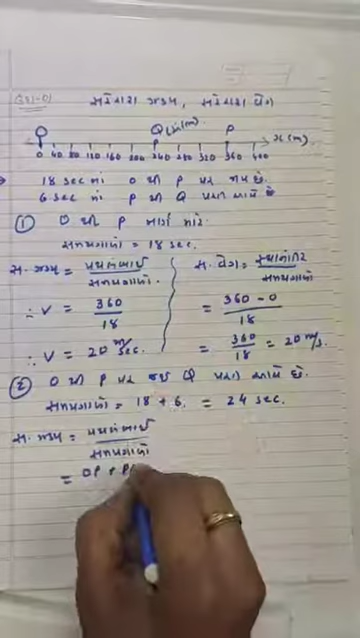 સરેરાશ ઝડપ, સરેરાશ વેગ
O Q P x(m)
0 40 80 120 160 200 240 280 320 360 400
18 sec માં O થી P પર જાય છે.
6 sec માં P થી Q પર આવે છે
① O થી P માર્ગ માટે
સમયગાળો = 18 sec.
સ. ઝડપ = પથલંબાઈ / સમયગાળો.
∴ V = 360 / 18
∴ V = 20 m/sec.
સ. વેગ = સ્થાનાંતર / સમયગાળો
= 360 - 0 / 18
= 360 / 18 = 20 m/s.
② O થી P પર જઈ Q પર આવે છે.
સમયગાળો = 18 + 6 = 24 sec.
સ. ઝડપ = પથલંબાઈ / સમયગાળો
= OP + P